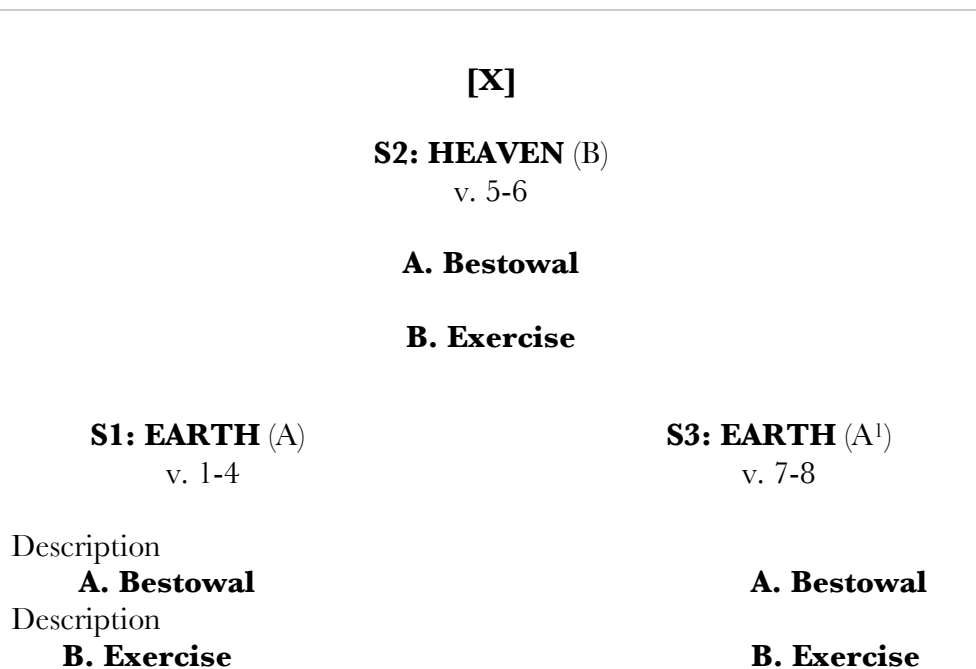 [X]
S2: HEAVEN (B)
v. 5-6
A. Bestowal
B. Exercise
S1: EARTH (A)
v. 1-4
Description
A. Bestowal
Description
B. Exercise
S3: EARTH (A¹)
v. 7-8
A. Bestowal
B. Exercise